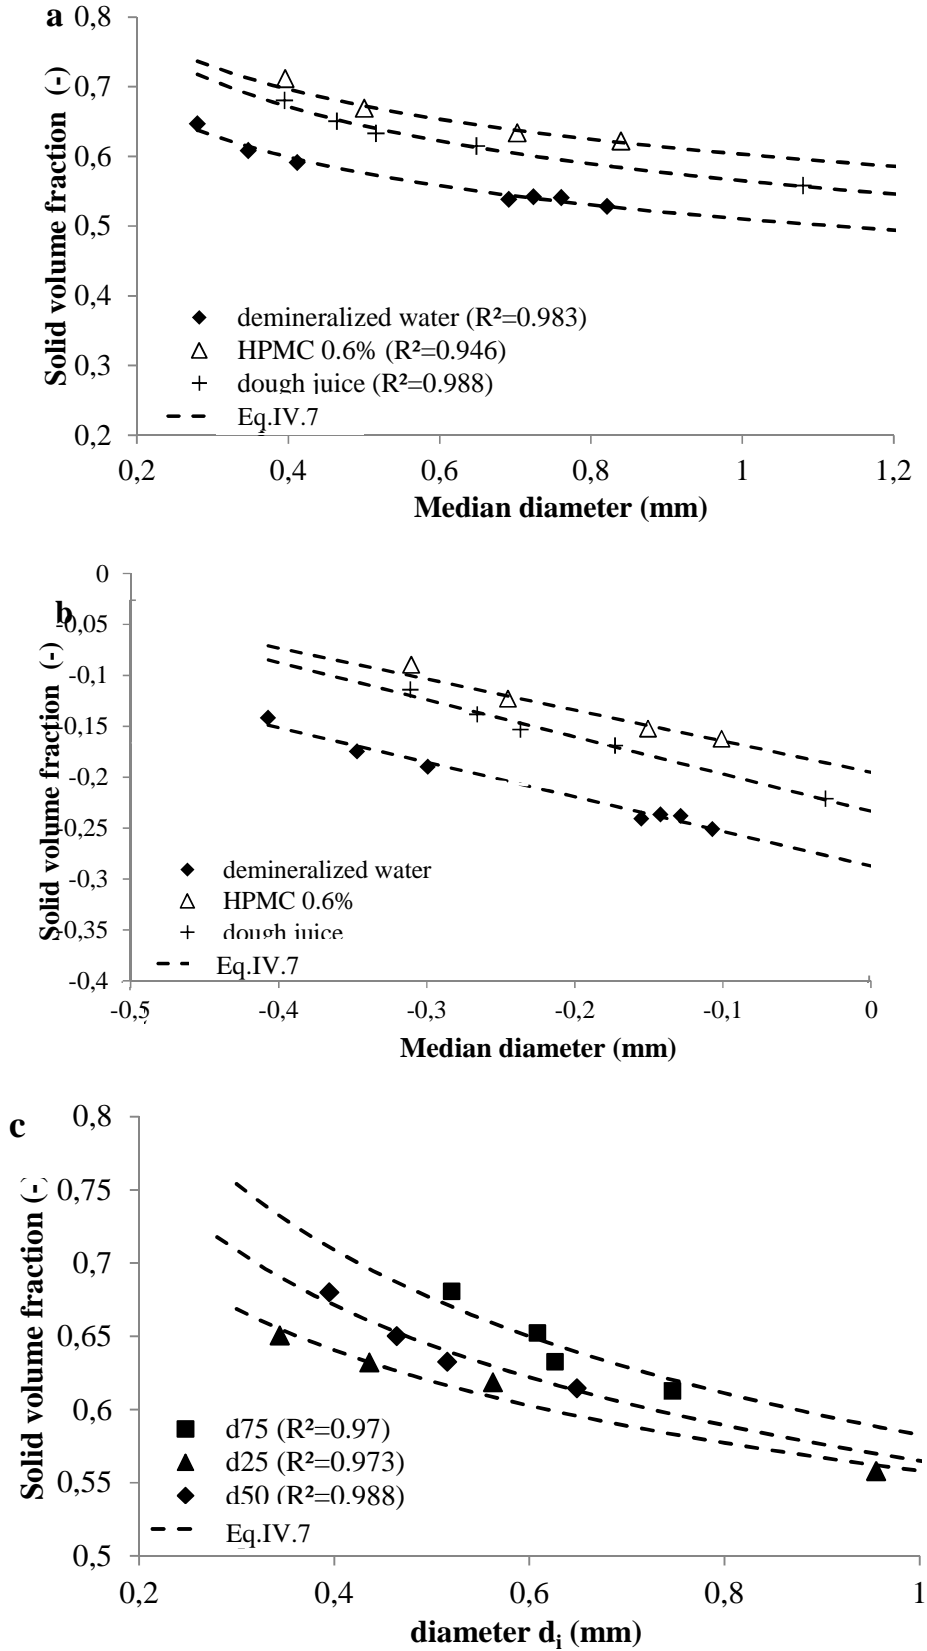 a
0,8
0,7
0,6
0,5
0,4
0,3
0,2
Solid volume fraction (-)
demineralized water (R²=0.983)
HPMC 0.6% (R²=0.946)
dough juice (R²=0.988)
Eq.IV.7
0,2 0,4 0,6 0,8 1 1,2
Median diameter (mm)
b
0
-0,05
-0,1
-0,15
-0,2
-0,25
-0,3
-0,35
-0,4
Solid volume fraction (-)
demineralized water
HPMC 0.6%
dough juice
Eq.IV.7
-0,5 -0,4 -0,3 -0,2 -0,1 0
Median diameter (mm)
c
0,8
0,75
0,7
0,65
0,6
0,55
0,5
Solid volume fraction (-)
d75 (R²=0.97)
d25 (R²=0.973)
d50 (R²=0.988)
Eq.IV.7
0,2 0,4 0,6 0,8 1
diameter dᵢ (mm)